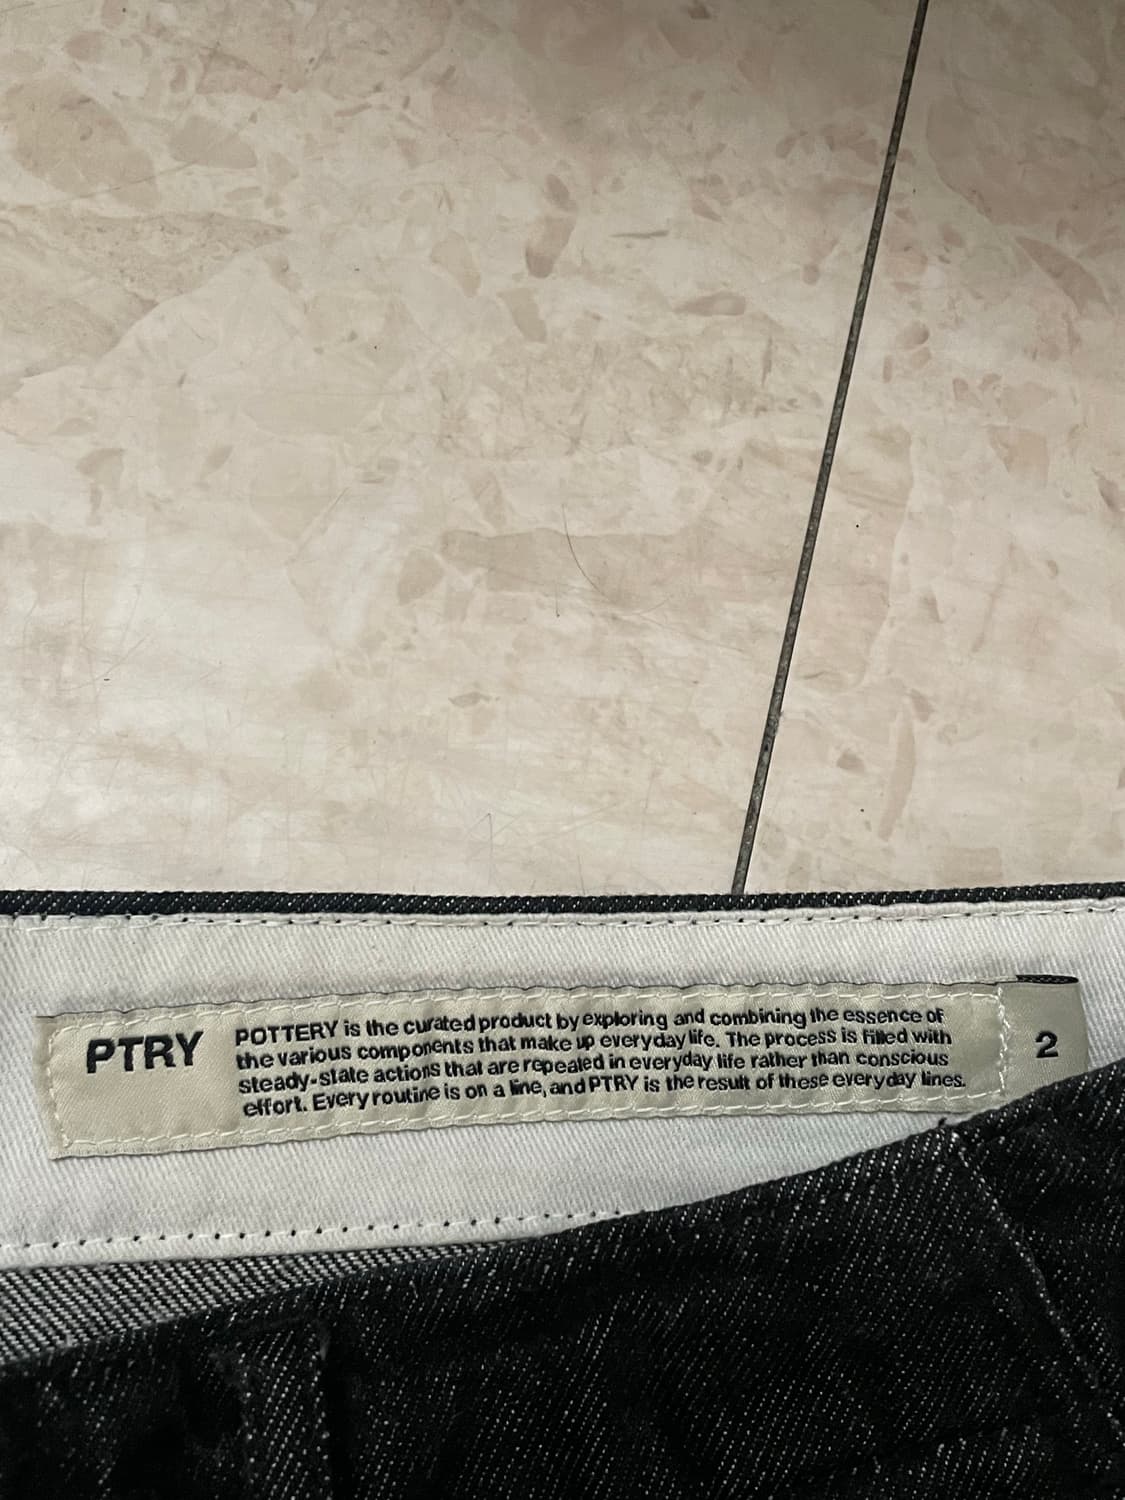 PTRY
POTTERY is the curated product by exploring and combining the essence of
the various components that make up everyday life. The process is filled with
steady-state actions that are repeated in everyday life rather than conscious
effort. Every routine is on a line, and PTRY is the result of these everyday lines.
2